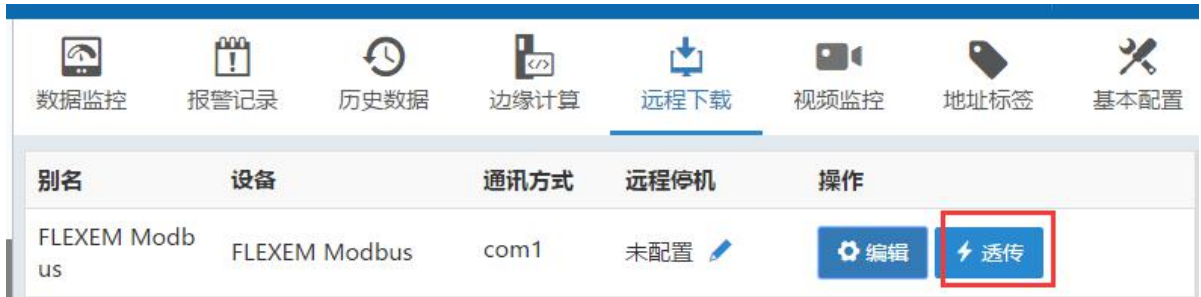 数据监控 报警记录 历史数据 边缘计算 远程下载 视频监控 地址标签 基本配置
别名 设备 通讯方式 远程停机 操作
FLEXEM Modb
us FLEXEM Modbus com1 未配置 编辑 透传